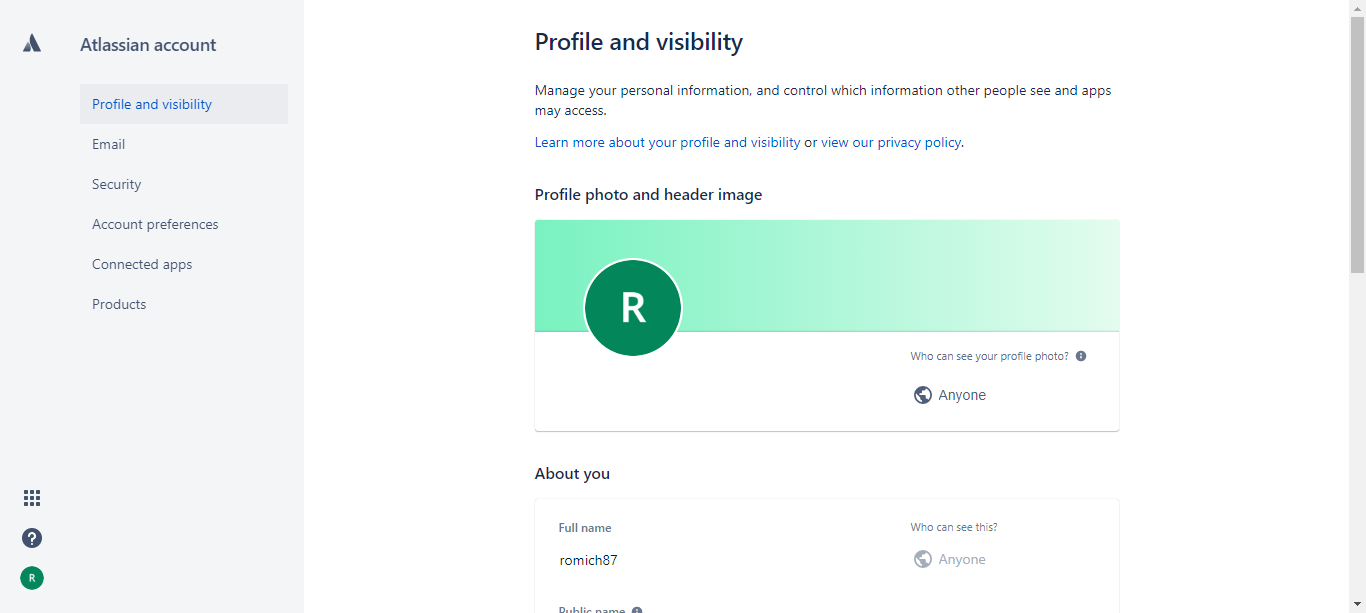 Atlassian account
Profile and visibility
Email
Security
Account preferences
Connected apps
Products
R
Profile and visibility
Manage your personal information, and control which information other people see and apps
may access.
Learn more about your profile and visibility or view our privacy policy.
Profile photo and header image
R
Who can see your profile photo?
Anyone
About you
Full name
Who can see this?
romich87
Anyone
Public name